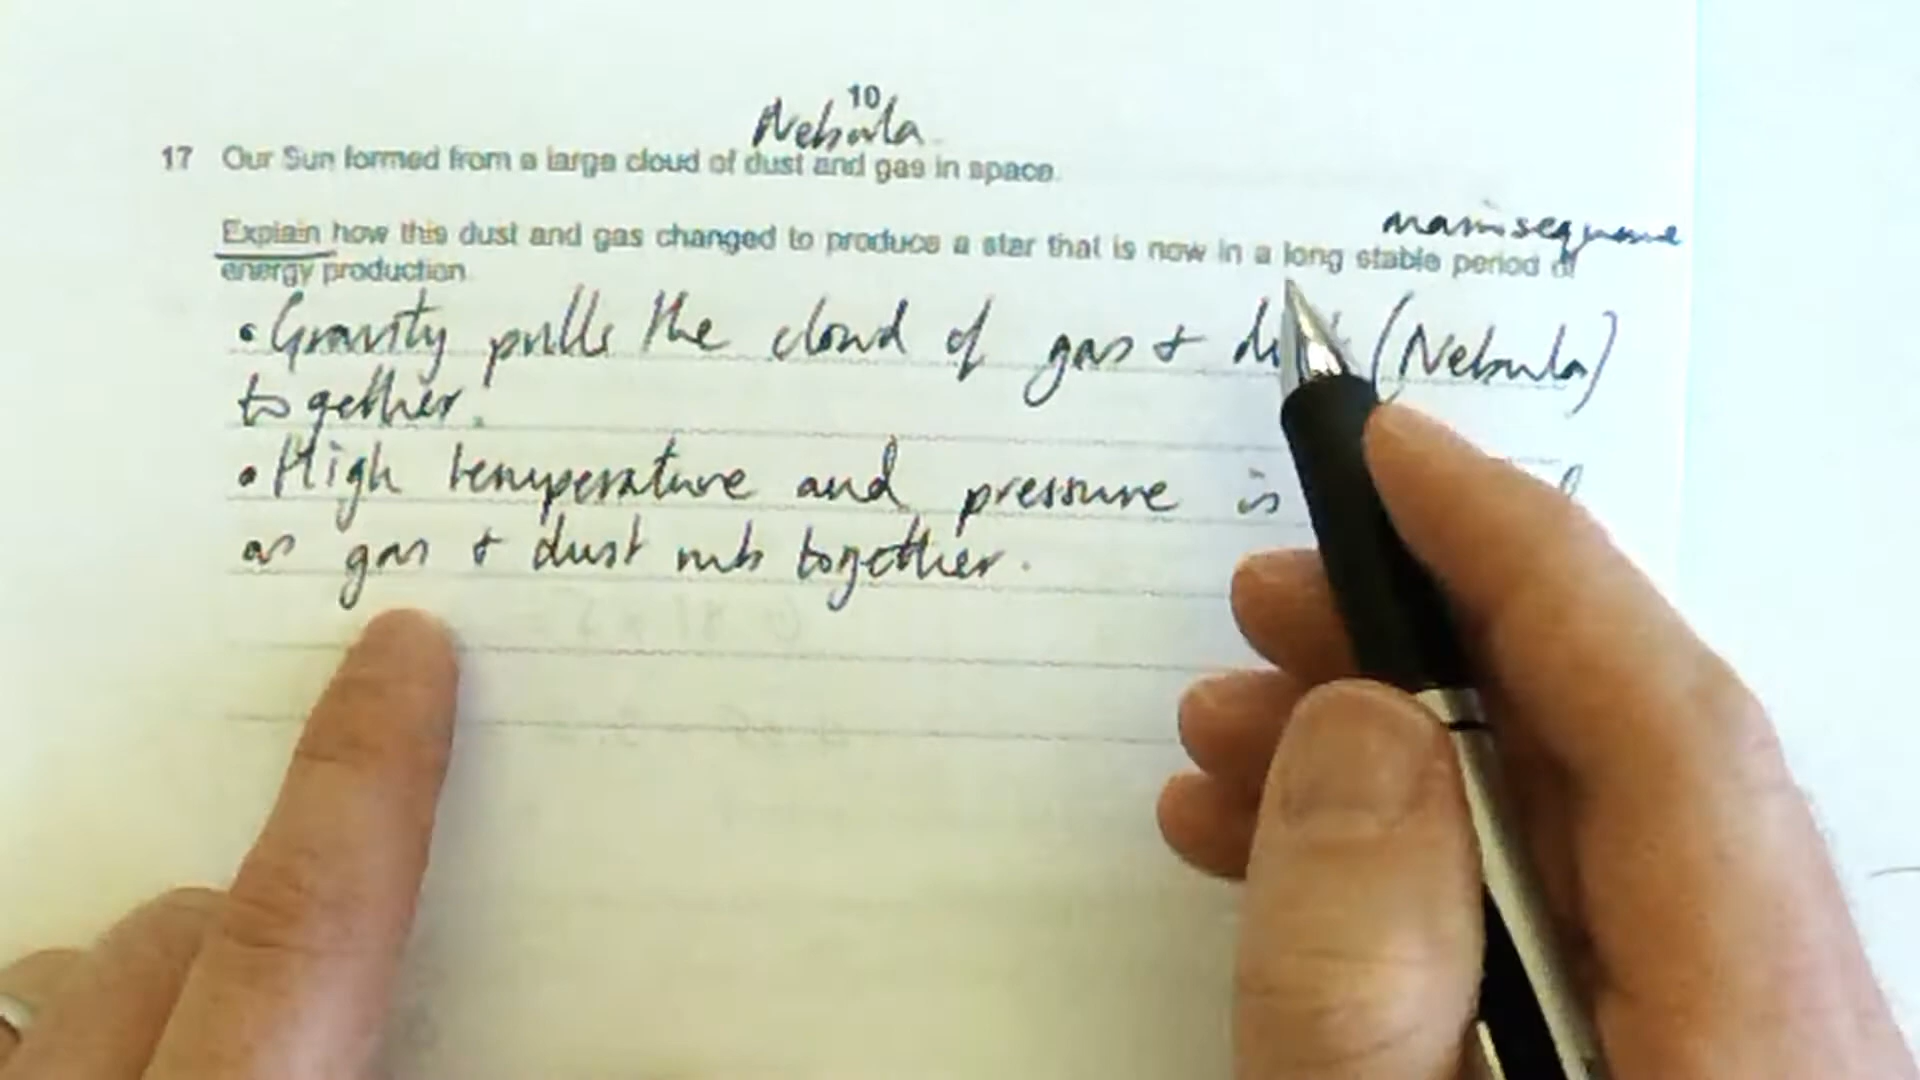 10
Nebula
17 Our Sun formed from a large cloud of dust and gas in space.
mainsequence
Explain how this dust and gas changed to produce a star that is now in a long stable period of
energy production
• Gravity pulls the cloud of gas + (Nebula)
together.
• High temperature and pressure is
as gas + dust rub together.